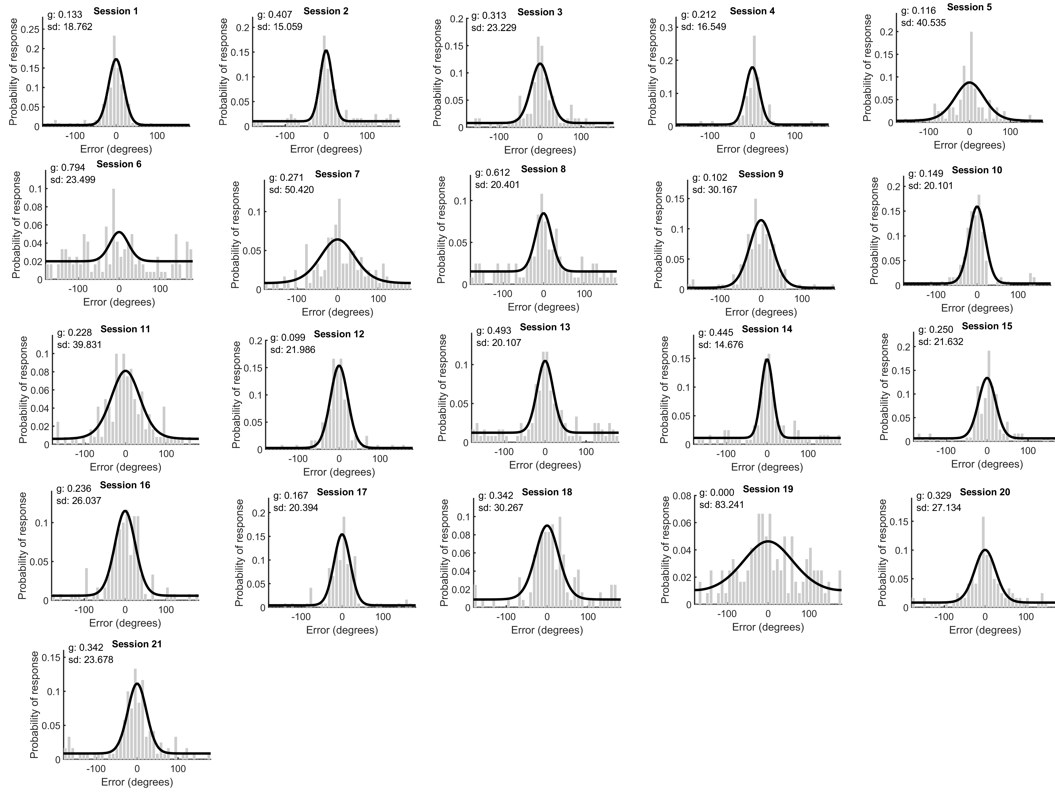 Session 1
g: 0.133
sd: 18.762
Probability of response
0.25
0.2
0.15
0.1
0.05
0
-100 0 100
Error (degrees)
Session 2
g: 0.407
sd: 15.059
Probability of response
0.2
0.15
0.1
0.05
0
-100 0 100
Error (degrees)
Session 3
g: 0.313
sd: 23.229
Probability of response
0.2
0.15
0.1
0.05
0
-100 0 100
Error (degrees)
Session 4
g: 0.212
sd: 16.549
Probability of response
0.3
0.2
0.1
0
-100 0 100
Error (degrees)
Session 5
g: 0.116
sd: 40.535
Probability of response
0.2
0.15
0.1
0.05
0
-100 0 100
Error (degrees)
Session 6
g: 0.794
sd: 23.499
Probability of response
0.1
0.08
0.06
0.04
0.02
0
-100 0 100
Error (degrees)
Session 7
g: 0.271
sd: 50.420
Probability of response
0.1
0.05
0
-100 0 100
Error (degrees)
Session 8
g: 0.612
sd: 20.401
Probability of response
0.1
0.05
0
-100 0 100
Error (degrees)
Session 9
g: 0.102
sd: 30.167
Probability of response
0.15
0.1
0.05
0
-100 0 100
Error (degrees)
Session 10
g: 0.149
sd: 20.101
Probability of response
0.2
0.15
0.1
0.05
0
-100 0 100
Error (degrees)
Session 11
g: 0.228
sd: 39.831
Probability of response
0.1
0.08
0.06
0.04
0.02
0
-100 0 100
Error (degrees)
Session 12
g: 0.099
sd: 21.986
Probability of response
0.2
0.15
0.1
0.05
0
-100 0 100
Error (degrees)
Session 13
g: 0.493
sd: 20.107
Probability of response
0.1
0.05
0
-100 0 100
Error (degrees)
Session 14
g: 0.445
sd: 14.676
Probability of response
0.15
0.1
0.05
0
-100 0 100
Error (degrees)
Session 15
g: 0.250
sd: 21.632
Probability of response
0.2
0.15
0.1
0.05
0
-100 0 100
Error (degrees)
Session 16
g: 0.236
sd: 26.037
Probability of response
0.1
0.05
0
-100 0 100
Error (degrees)
Session 17
g: 0.167
sd: 20.394
Probability of response
0.2
0.15
0.1
0.05
0
-100 0 100
Error (degrees)
Session 18
g: 0.342
sd: 30.267
Probability of response
0.1
0.08
0.06
0.04
0.02
0
-100 0 100
Error (degrees)
Session 19
g: 0.000
sd: 83.241
Probability of response
0.08
0.06
0.04
0.02
0
-100 0 100
Error (degrees)
Session 20
g: 0.329
sd: 27.134
Probability of response
0.15
0.1
0.05
0
-100 0 100
Error (degrees)
Session 21
g: 0.342
sd: 23.678
Probability of response
0.15
0.1
0.05
0
-100 0 100
Error (degrees)